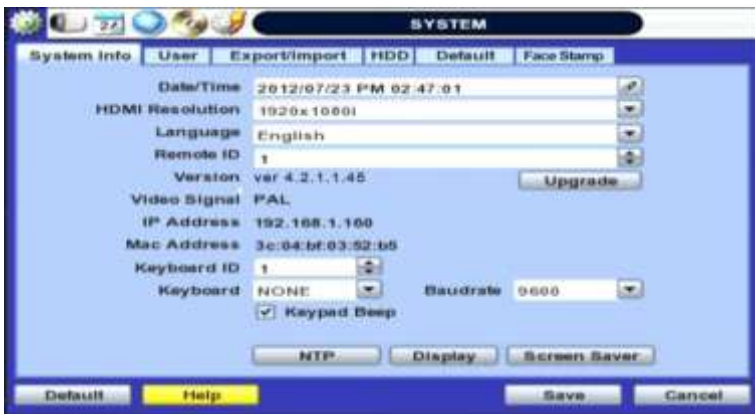 SYSTEM
System Info User Export/Import HDD Default Face Stamp
Date/Time 2012/07/23 PM 02:47:01
HDMI Resolution 1920x1080i
Language English
Remote ID 1
Version ver 4.2.1.1.45
Upgrade
Video Signal PAL
IP Address 192.168.1.160
Mac Address 3c:04:bf:03:52:b5
Keyboard ID 1
Keyboard NONE Baudrate 9600
Keypad Beep
NTP Display Screen Saver
Default Help Save Cancel